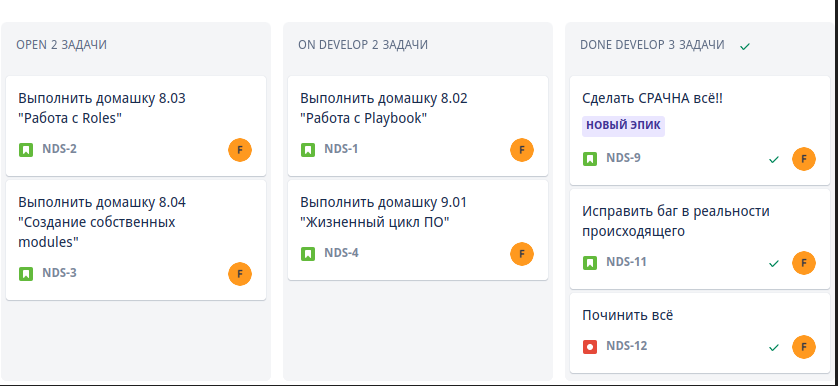 OPEN 2 ЗАДАЧИ
Выполнить домашку 8.03
"Работа с Roles"
NDS-2
F
Выполнить домашку 8.04
"Создание собственных
modules"
NDS-3
F
ON DEVELOP 2 ЗАДАЧИ
Выполнить домашку 8.02
"Работа с Playbook"
NDS-1
F
Выполнить домашку 9.01
"Жизненный цикл ПО"
NDS-4
F
DONE DEVELOP 3 ЗАДАЧИ
Сделать СРАЧНА всё!!
НОВЫЙ ЭПИК
NDS-9
F
Исправить баг в реальности
происходящего
NDS-11
F
Починить всё
NDS-12
F